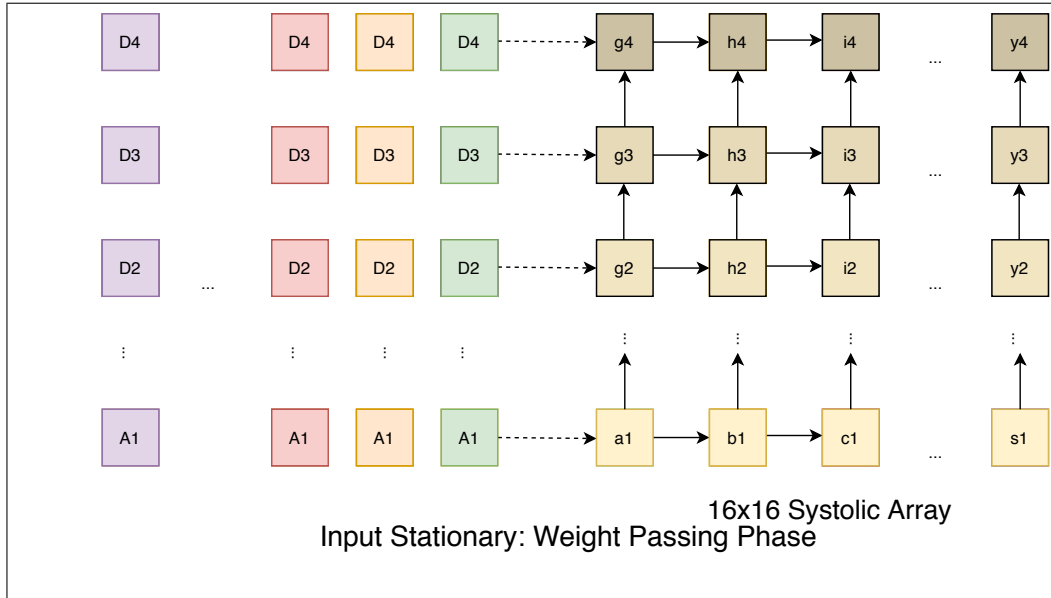 D4 D4 D4 D4 g4 h4 i4 ... y4
D3 D3 D3 D3 g3 h3 i3 ... y3
D2 ... D2 D2 D2 g2 h2 i2 ... y2
... ... ... ... ... ... ... ...
A1 A1 A1 A1 a1 b1 c1 ... s1
16x16 Systolic Array
Input Stationary: Weight Passing Phase